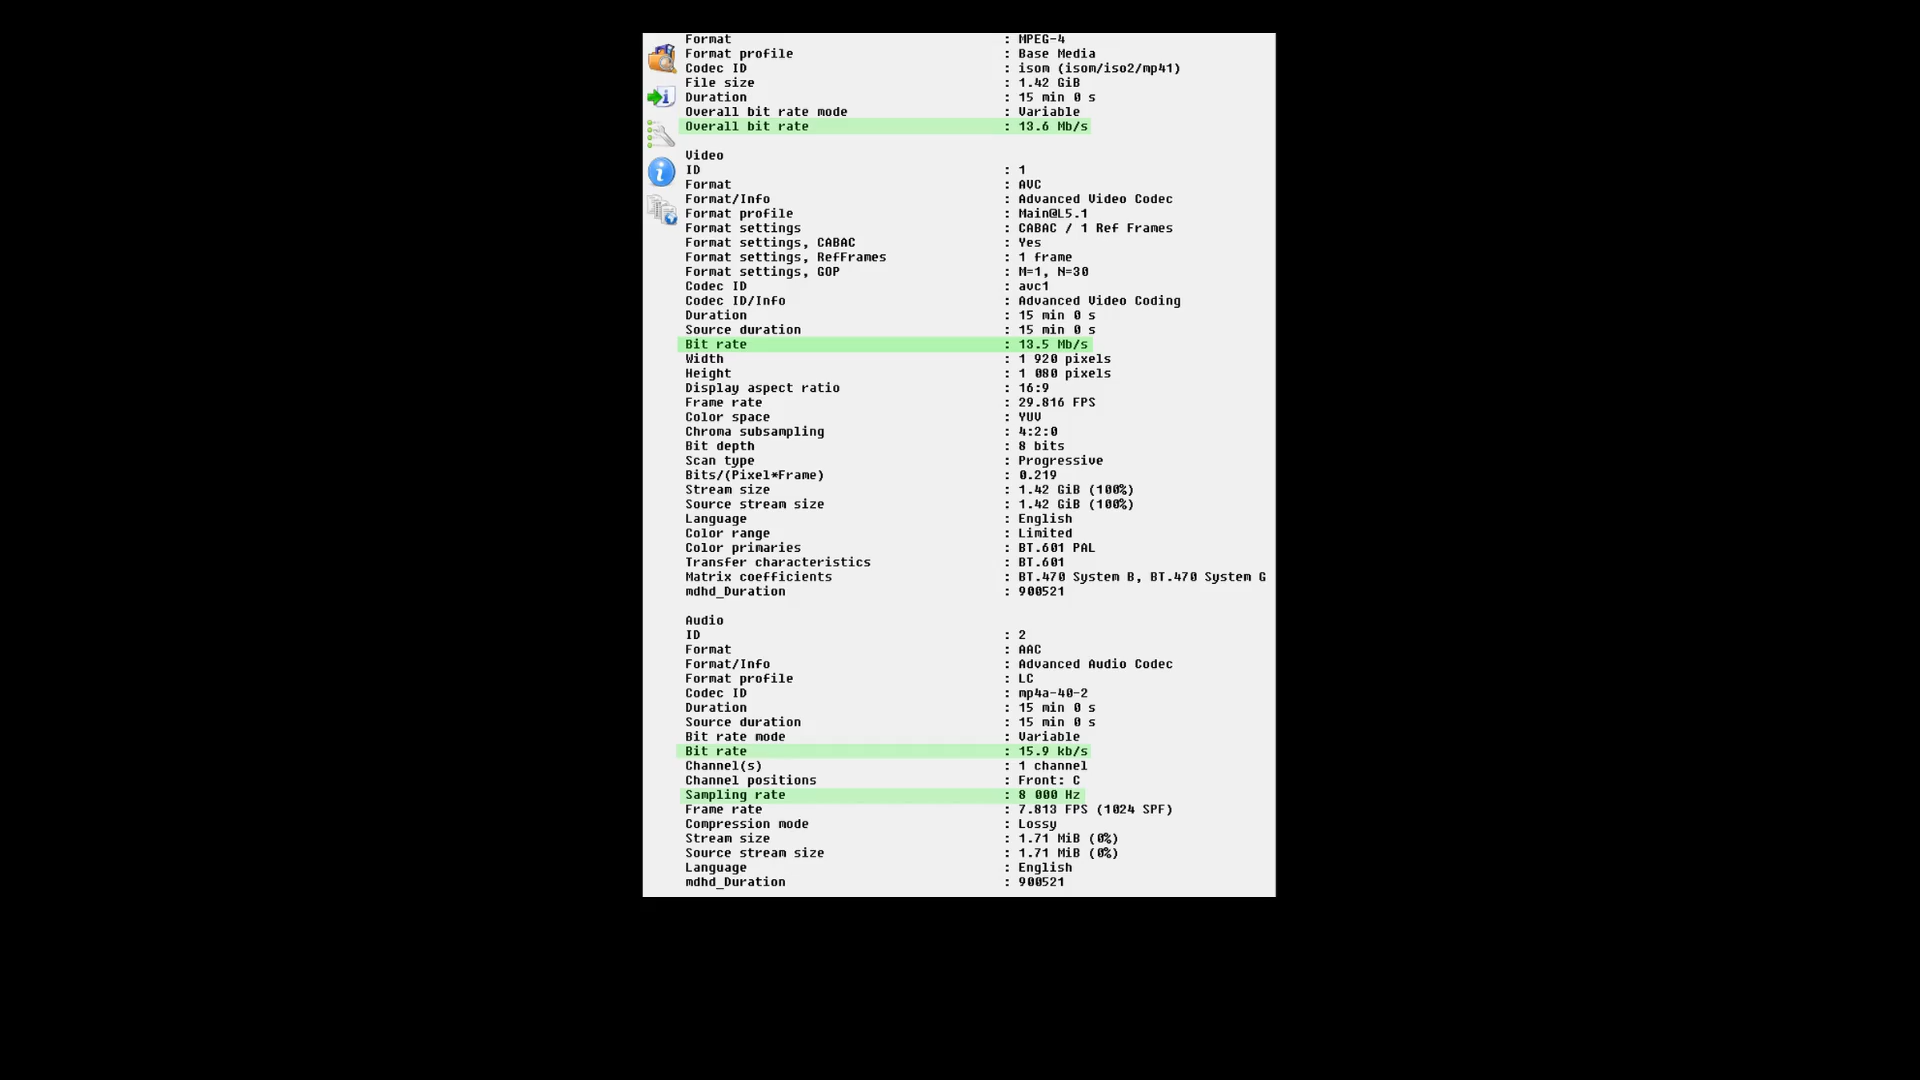 Format : MPEG-4
Format profile : Base Media
Codec ID : isom (isom/iso2/mp41)
File size : 1.42 GiB
Duration : 15 min 0 s
Overall bit rate mode : Variable
Overall bit rate : 13.6 Mb/s
Video
ID : 1
Format : AVC
Format/Info : Advanced Video Codec
Format profile : Main@L5.1
Format settings : CABAC / 1 Ref Frames
Format settings, CABAC : Yes
Format settings, RefFrames : 1 frame
Format settings, GOP : M=1, N=30
Codec ID : avc1
Codec ID/Info : Advanced Video Coding
Duration : 15 min 0 s
Source duration : 15 min 0 s
Bit rate : 13.5 Mb/s
Width : 1 920 pixels
Height : 1 080 pixels
Display aspect ratio : 16:9
Frame rate : 29.816 FPS
Color space : YUV
Chroma subsampling : 4:2:0
Bit depth : 8 bits
Scan type : Progressive
Bits/(Pixel*Frame) : 0.219
Stream size : 1.42 GiB (100%)
Source stream size : 1.42 GiB (100%)
Language : English
Color range : Limited
Color primaries : BT.601 PAL
Transfer characteristics : BT.601
Matrix coefficients : BT.470 System B, BT.470 System G
mdhd_Duration : 900521
Audio
ID : 2
Format : AAC
Format/Info : Advanced Audio Codec
Format profile : LC
Codec ID : mp4a-40-2
Duration : 15 min 0 s
Source duration : 15 min 0 s
Bit rate mode : Variable
Bit rate : 15.9 kb/s
Channel(s) : 1 channel
Channel positions : Front: C
Sampling rate : 8 000 Hz
Frame rate : 7.813 FPS (1024 SPF)
Compression mode : Lossy
Stream size : 1.71 MiB (0%)
Source stream size : 1.71 MiB (0%)
Language : English
mdhd_Duration : 900521